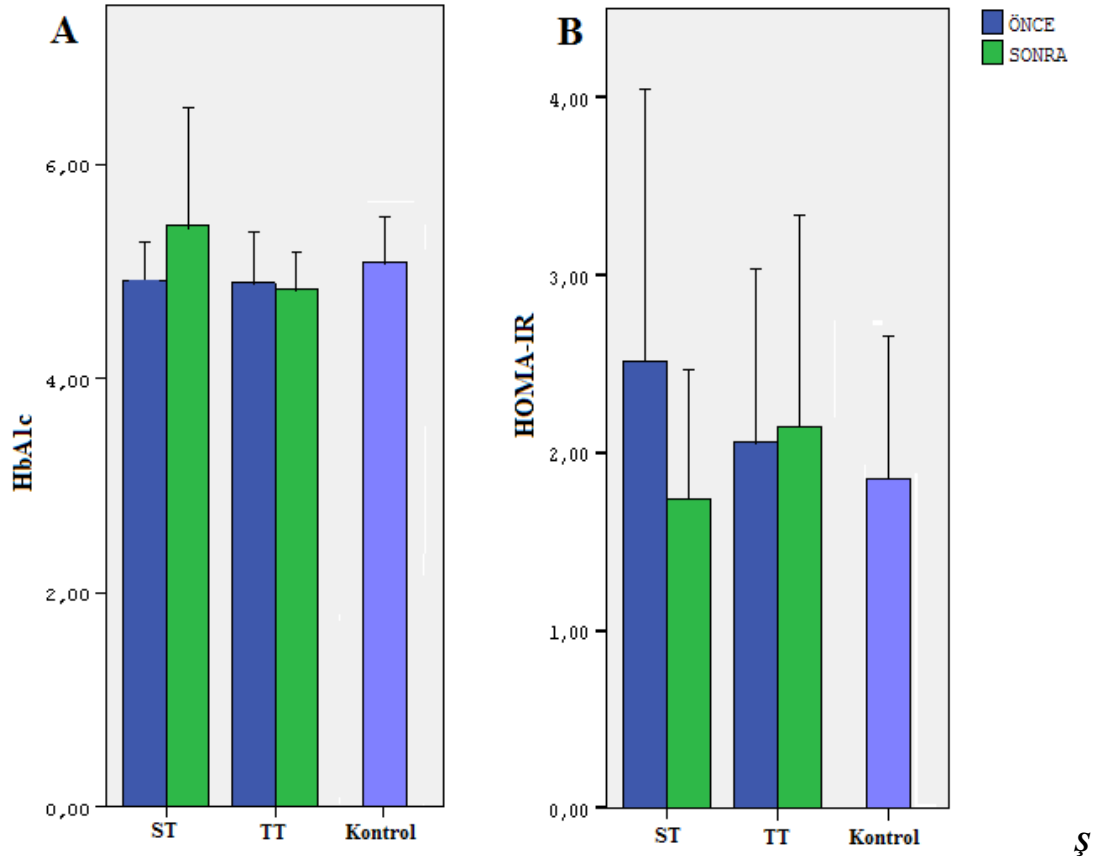 A
HbA1c
6,00
4,00
2,00
0,00
ST TT Kontrol
B
HOMA-IR
4,00
3,00
2,00
1,00
0,00
ST TT Kontrol
ÖNCE
SONRA
Ş